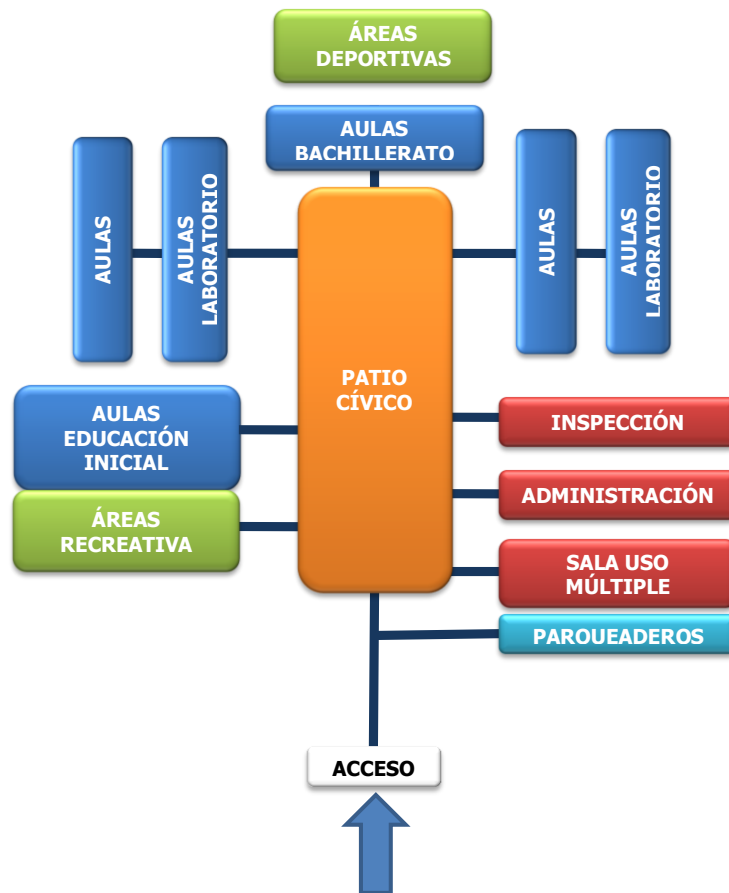 ÁREAS
DEPORTIVAS
AULAS
BACHILLERATO
AULAS
AULAS
LABORATORIO
AULAS
AULAS
LABORATORIO
PATIO
CÍVICO
AULAS
EDUCACIÓN
INICIAL
ÁREAS
RECREATIVA
INSPECCIÓN
ADMINISTRACIÓN
SALA USO
MÚLTIPLE
PARQUEADEROS
ACCESO